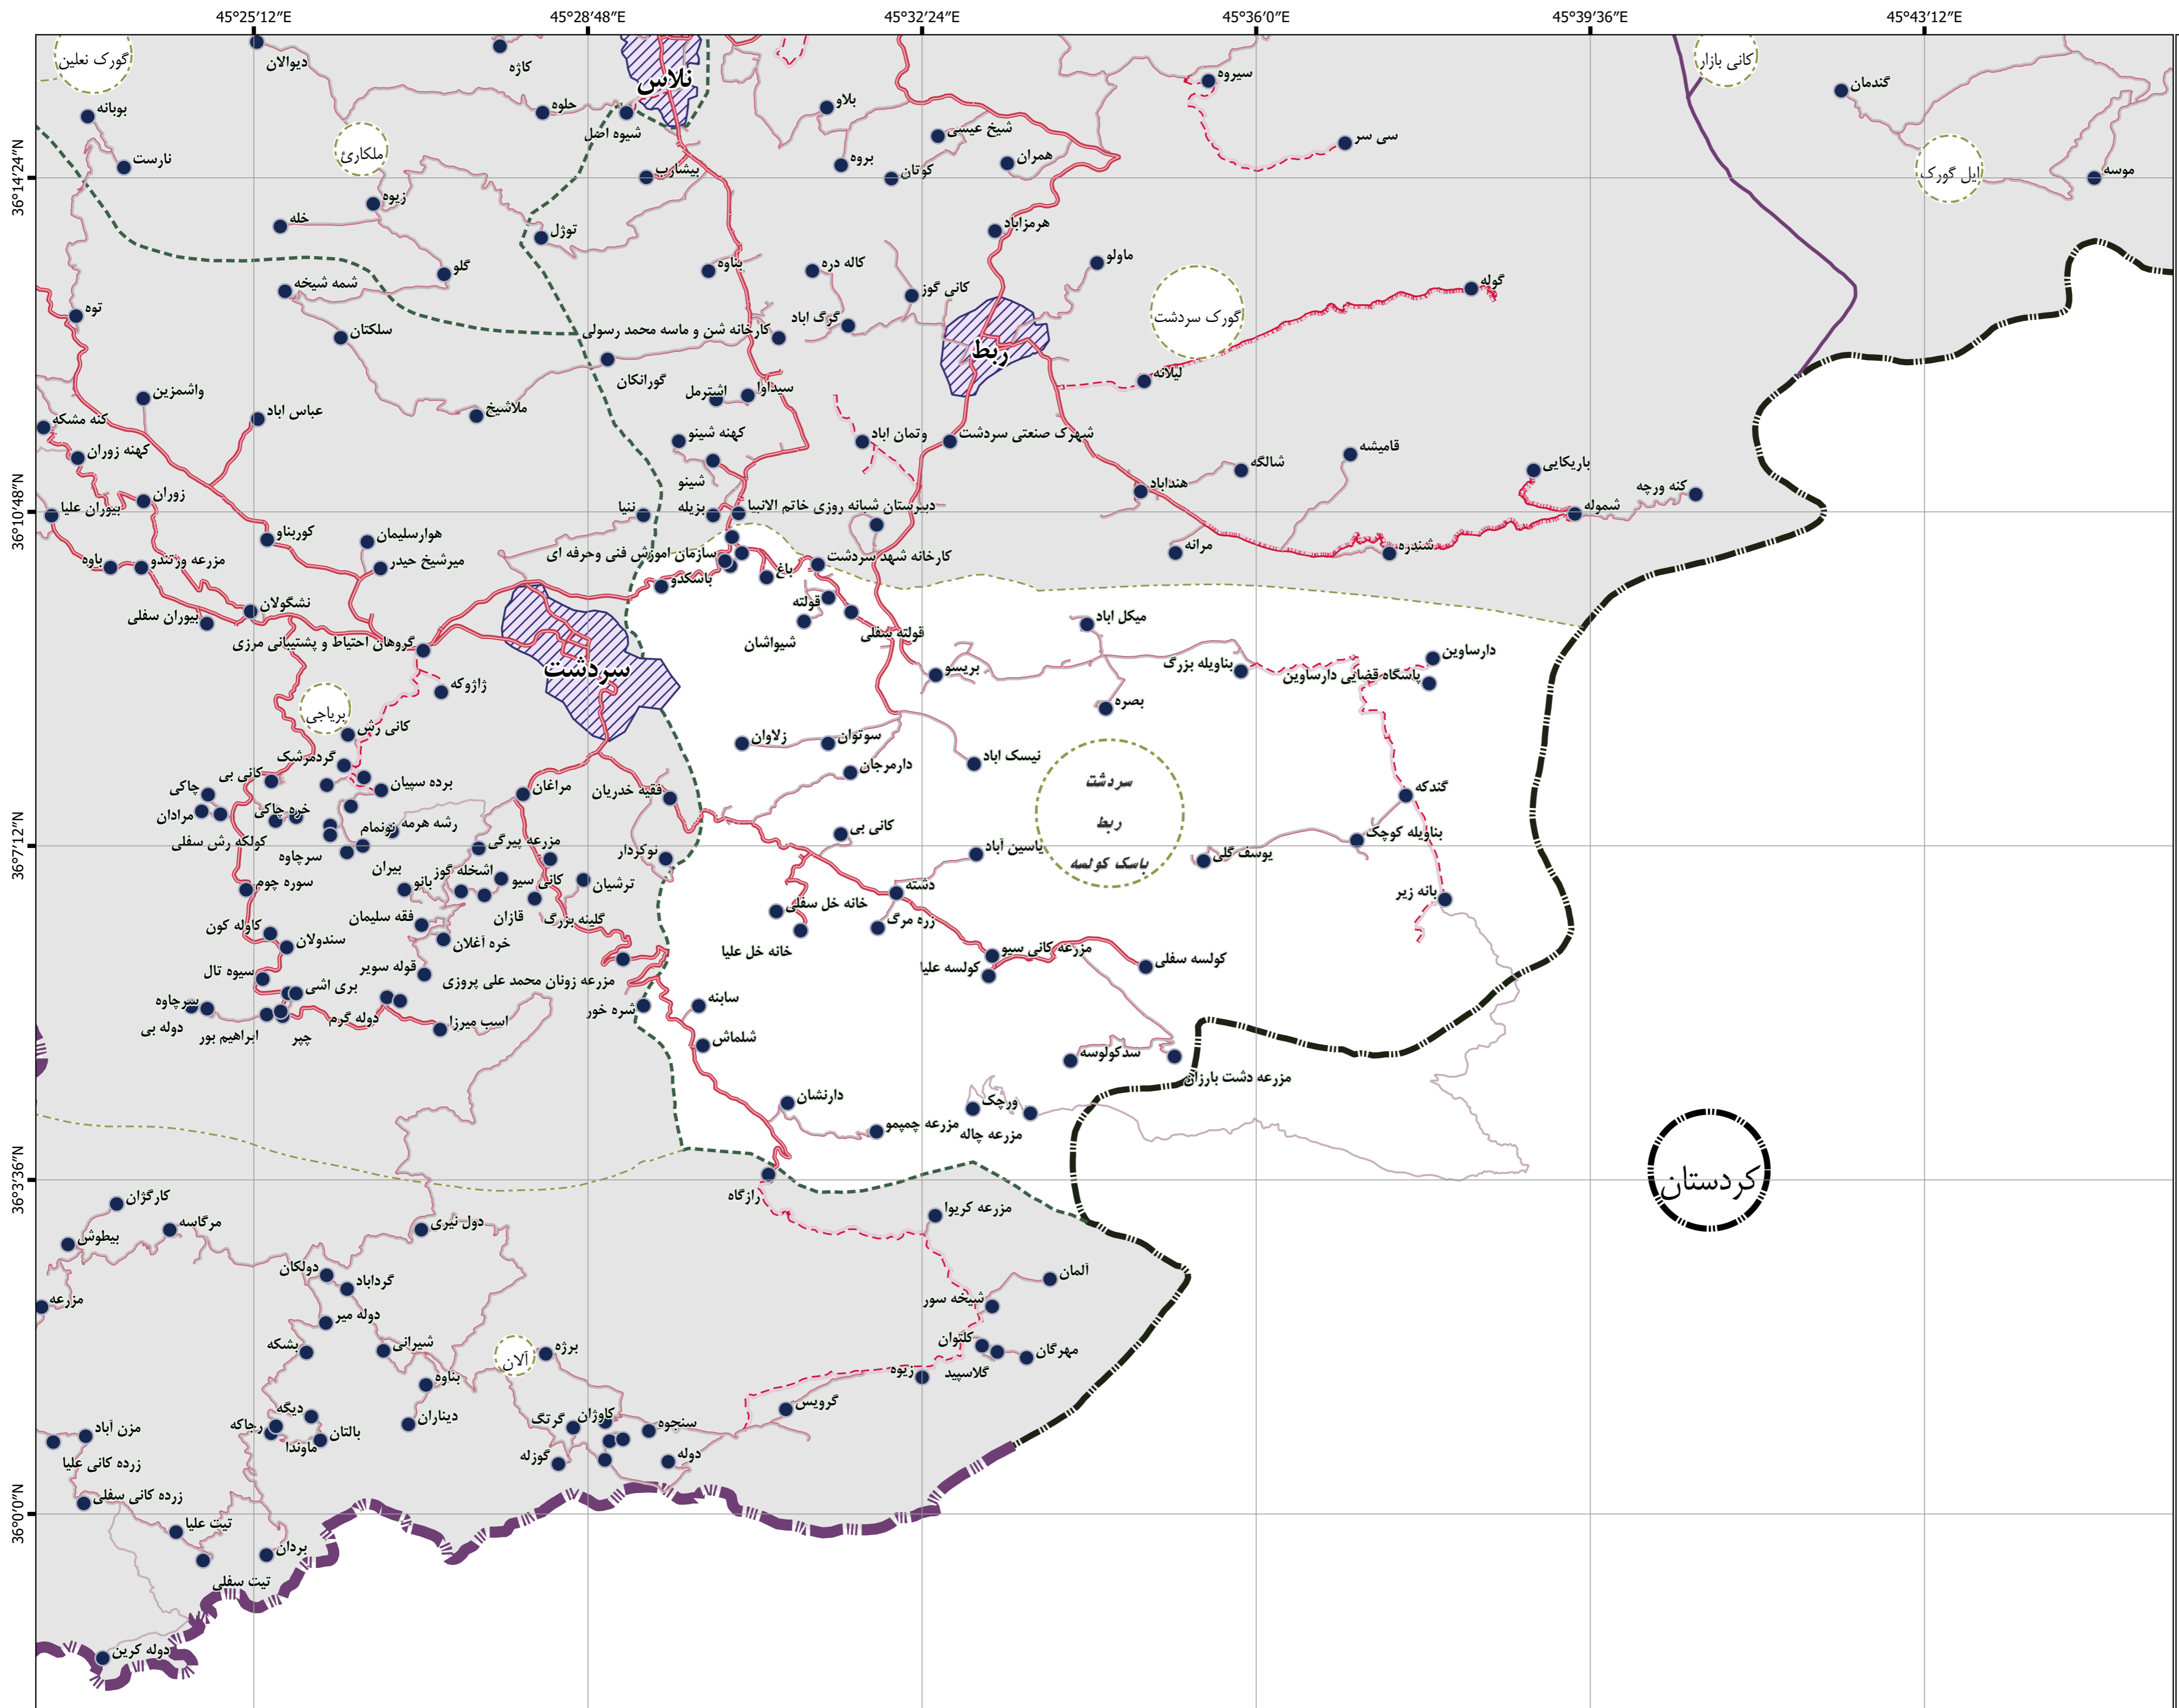 45°25'12"E
45°28'48"E
45°32'24"E
45°36'0"E
45°39'36"E
45°43'12"E
36°14'24"N
36°10'48"N
36°7'12"N
36°3'36"N
36°0'0"N
گورک نعلین
دیوالان
کاژه
نلاس
سیروه
کانی بازار
گندمان
بوبانه
حلوه
شیوه اصل
بلاو
شیخ عیسی
سی سر
ملکارئ
نارست
بیشارب
بروه
کوتان
همران
ایل گورک
موسه
زیوه
خله
توژل
هرمزاباد
گلو
بناوه
کاله دره
ماولو
شمه شیخه
کانی گوز
گوله
توه
سلکتان
کارخانه شن و ماسه محمد رسولی
گرگ اباد
گورک سردشت
ربط
گورانکان
لیلانه
واشمزین
عباس اباد
ملاشیخ
اشترمل
سیداوا
کنه مشکه
کهنه زوران
کهنه شینو
وتمان اباد
شهرک صنعتی سردشت
شالگه
قامیشه
باریکایی
شینو
هنداباد
کنه ورچه
زوران
بیوران علیا
ننیا
بزیله
دبیرستان شبانه روزی خاتم الانبیا
شموله
کوربناو
هوارسلیمان
سازمان اموزش فنی وحرفه ای
کارخانه شهد سردشت
مرانه
شندره
باوه
مزرعه ورتندو
میرشیخ حیدر
باسکدو
باغ
نشگولان
قولته
بیوران سفلی
میکل اباد
گروهان احتیاط و پشتیبانی مرزی
شیواشان
قولته سفلی
سردشت
بریسو
بناویله بزرگ
دارساوین
پاسگاه قضایی دارساوین
ژاژوکه
پریاجی
بصره
کانی رش
زلاوان
سوتوان
نیسک اباد
گردمرشک
دارمرجان
سردشت
ربط
باسک کولسه
کانی بی
چاکی
برده سپیان
مراغان
فقیه خدریان
گندکه
مرادان
خره چاکی
رشه هرمه
نونمام
کانی بی
بناویله کوچک
کولکه رش سفلی
سرچاوه
مزرعه پیرگی
نوکردار
یاسین آباد
یوسف گلی
بیران
اشخله گوز
سوره چوم
بانو
کانی سیو
ترشیان
دشته
بانه زیر
فقه سلیمان
قازان
گلینه بزرگ
خانه خل سفلی
زره مرگ
کاوله کون
سندولان
خره آغلان
خانه خل علیا
مزرعه کانی سیو
کولسه علیا
کولسه سفلی
سیوه تال
قوله سویر
مزرعه زونان محمد علی پروزی
بری اشی
سرچاوه
دوله بی
ابراهیم بور
چپر
دوله گرم
اسب میرزا
شره خور
سابنه
شلماش
سدکولوسه
مزرعه دشت بارزان
دارنشان
ورچک
مزرعه چمپمو
مزرعه چاله
کردستان
رازگاه
کارگژان
مرگاسه
بیطوش
دول نیری
مزرعه کریوا
دولکان
گرداباد
آلمان
مزرعه
دوله میر
شیخه سور
بشکه
شیرانی
آلان
برژه
کلتوان
مهرگان
گلاسپید
زیوه
بناوه
دیگه
رجاکه
بالتان
ماوندا
دیناران
گرتگ
کاوژان
سنجوه
گرویس
مزن آباد
زرده کانی علیا
گوزله
دوله
زرده کانی سفلی
تیت علیا
بردان
تیت سفلی
دوله کرین